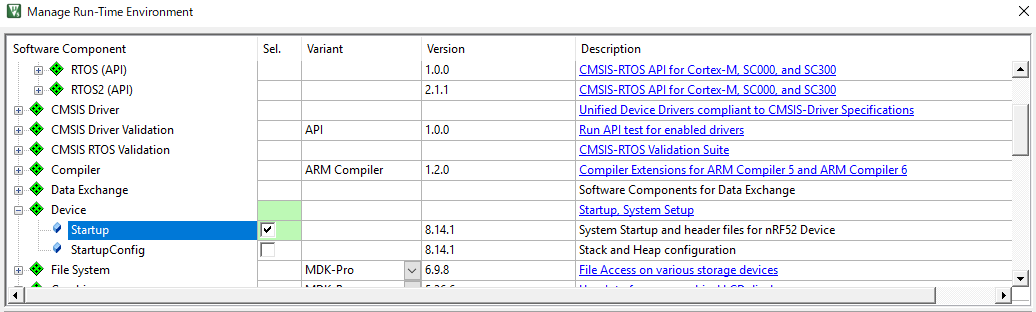 Manage Run-Time Environment
Software Component Sel. Variant Version Description
RTOS (API) 1.0.0 CMSIS-RTOS API for Cortex-M, SC000, and SC300
RTOS2 (API) 2.1.1 CMSIS-RTOS API for Cortex-M, SC000, and SC300
CMSIS Driver Unified Device Drivers compliant to CMSIS-Driver Specifications
CMSIS Driver Validation API 1.0.0 Run API test for enabled drivers
CMSIS RTOS Validation CMSIS-RTOS Validation Suite
Compiler ARM Compiler 1.2.0 Compiler Extensions for ARM Compiler 5 and ARM Compiler 6
Data Exchange Software Components for Data Exchange
Device Startup, System Setup
Startup 8.14.1 System Startup and header files for nRF52 Device
StartupConfig 8.14.1 Stack and Heap configuration
File System MDK-Pro 6.9.8 File Access on various storage devices